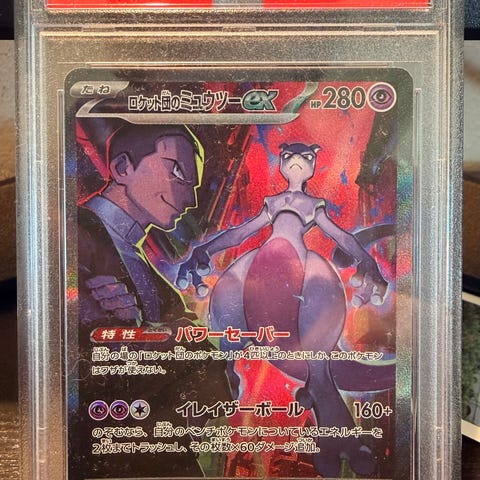 たね
ロケット団のミュウツーex
HP 280
特性 パワーセーバー
自分の場の「ロケット団のポケモン」が4匹以上のときにしか、このポケモン
はワザが使えない。
イレイザーボール 160+
のぞむなら、自分のベンチポケモンについているエネルギーを
2枚までトラッシュし、その枚数×60ダメージ追加。